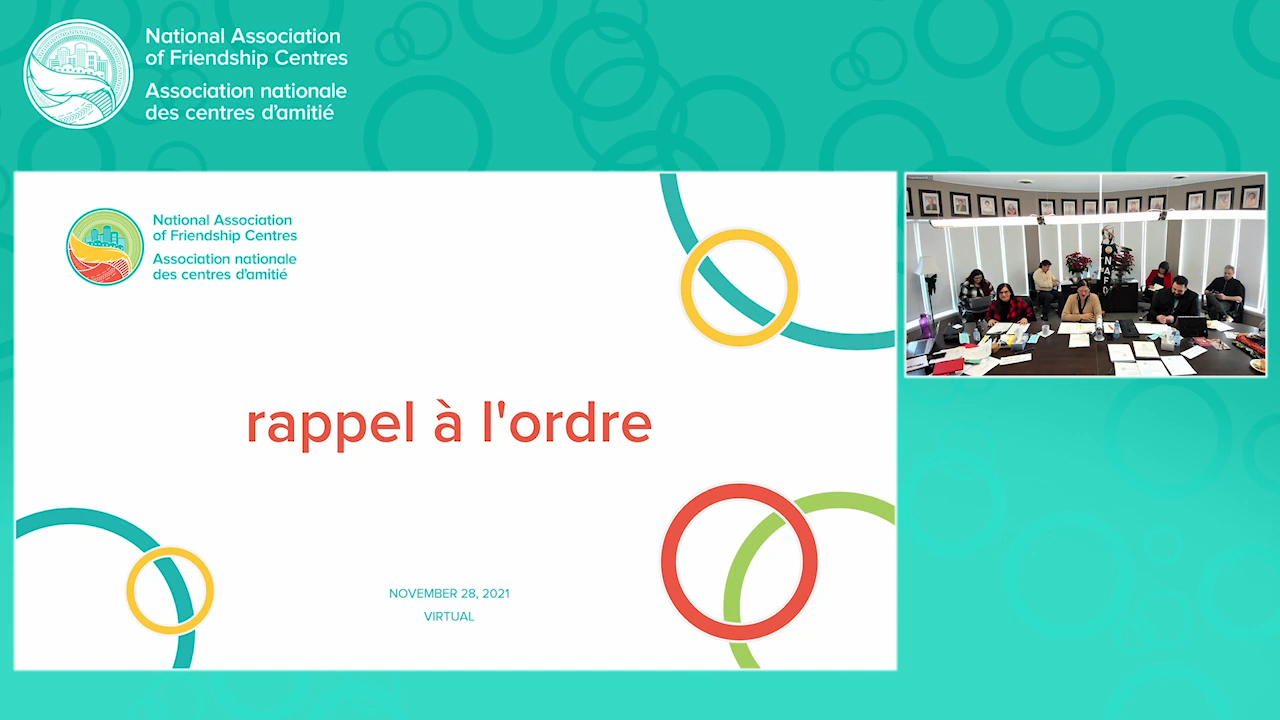 National Association
of Friendship Centres
Association nationale
des centres d'amitié
National Association
of Friendship Centres
Association nationale
des centres d'amitié
rappel à l'ordre
NOVEMBER 28, 2021
VIRTUAL